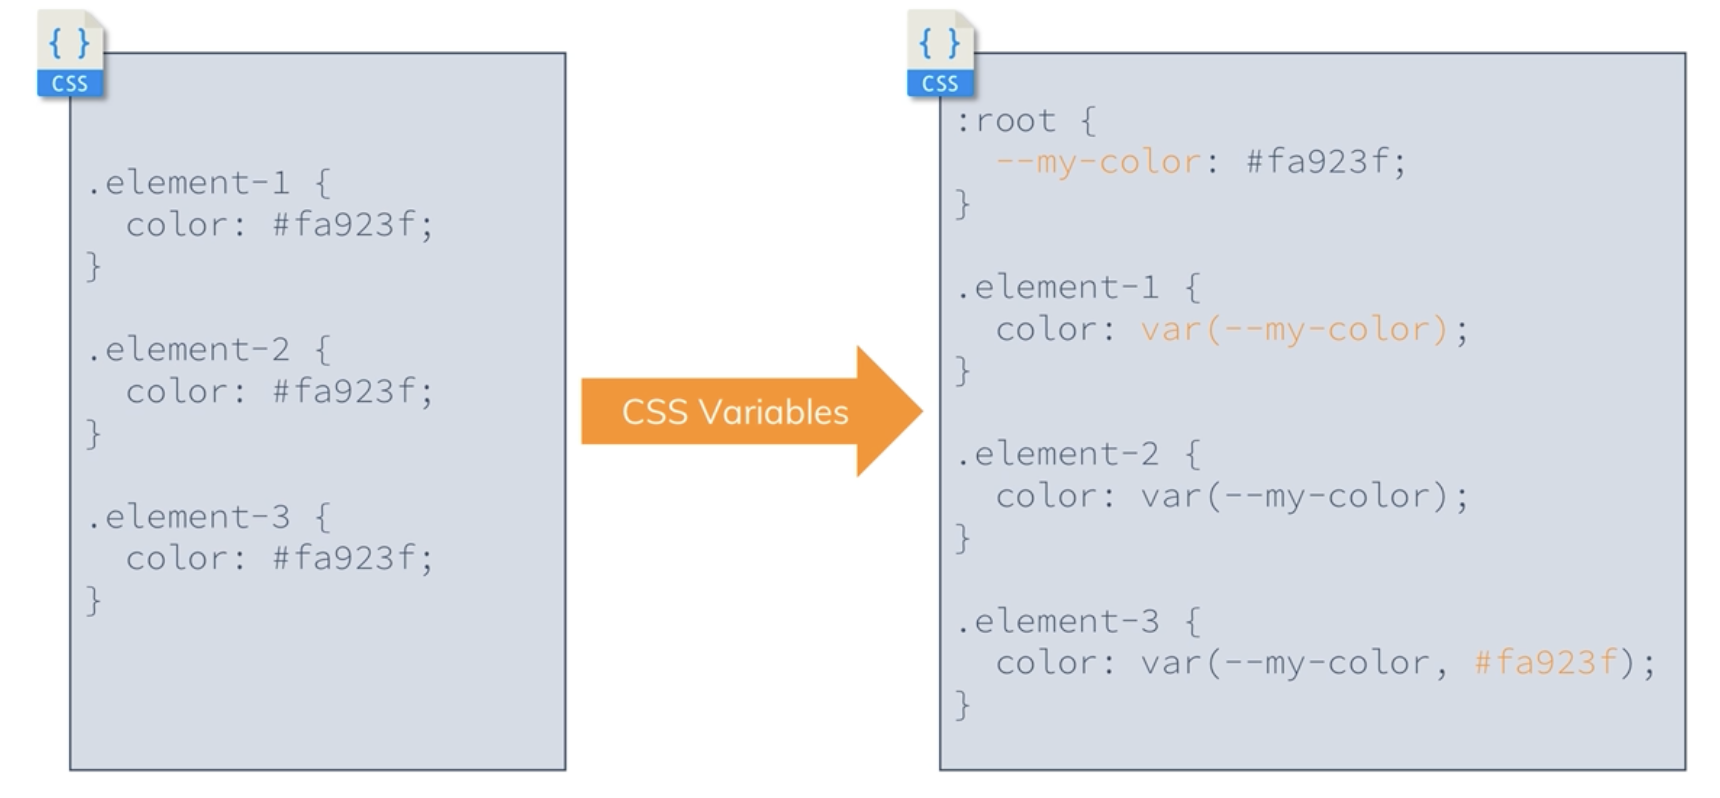 { }
CSS
.element-1 {
  color: #fa923f;
}
.element-2 {
  color: #fa923f;
}
.element-3 {
  color: #fa923f;
}
CSS Variables
{ }
CSS
:root {
  --my-color: #fa923f;
}
.element-1 {
  color: var(--my-color);
}
.element-2 {
  color: var(--my-color);
}
.element-3 {
  color: var(--my-color, #fa923f);
}